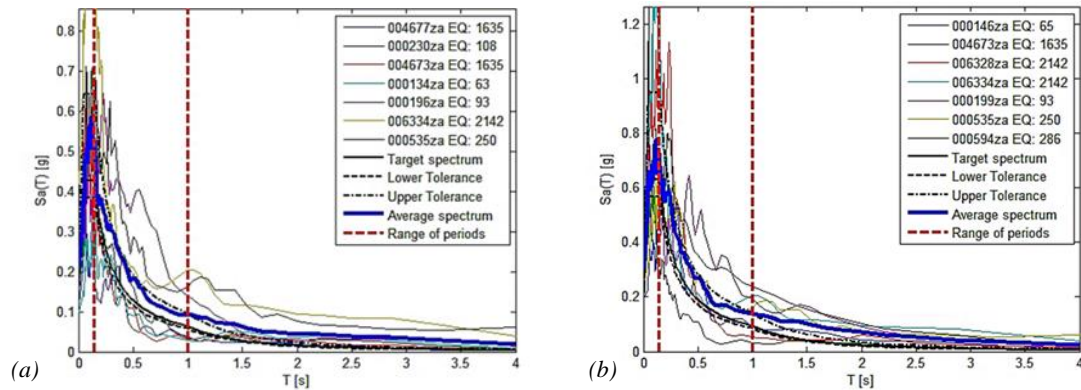 0.8
0.7
0.6
0.5
0.4
0.3
0.2
0.1
0
Sa(T) [g]
0
0.5
1
1.5
2
2.5
3
3.5
4
T [s]
004677za EQ: 1635
000230za EQ: 108
004673za EQ: 1635
000134za EQ: 63
000196za EQ: 93
006334za EQ: 2142
000535za EQ: 250
Target spectrum
Lower Tolerance
Upper Tolerance
Average spectrum
Range of periods
(a)
1.2
1
0.8
0.6
0.4
0.2
0
Sa(T) [g]
0
0.5
1
1.5
2
2.5
3
3.5
4
T [s]
000146za EQ: 65
004673za EQ: 1635
006328za EQ: 2142
006334za EQ: 2142
000199za EQ: 93
000535za EQ: 250
000594za EQ: 286
Target spectrum
Lower Tolerance
Upper Tolerance
Average spectrum
Range of periods
(b)